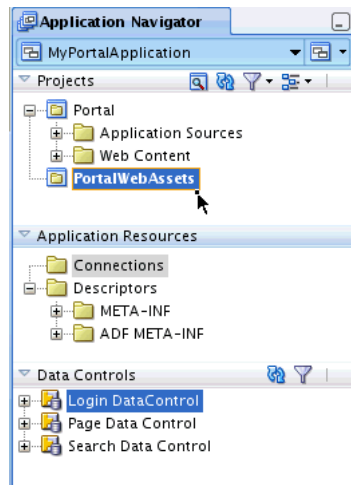 Application Navigator
MyPortalApplication
Projects
Portal
Application Sources
Web Content
PortalWebAssets
Application Resources
Connections
Descriptors
META-INF
ADF META-INF
Data Controls
Login DataControl
Page Data Control
Search Data Control